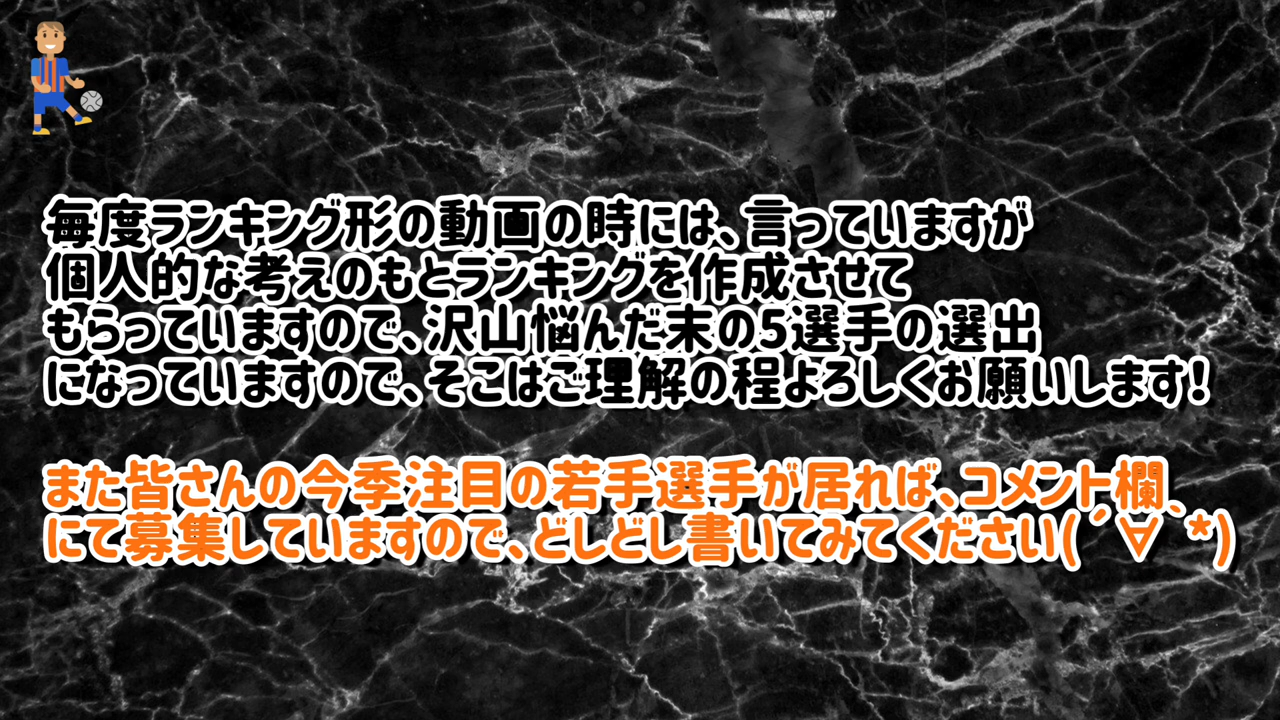 毎度ランキング形の動画の時には、言っていますが
個人的な考えのもとランキングを作成させて
もらっていますので、沢山悩んだ末の5選手の選出
になっていますので、そこはご理解の程よろしくお願いします!
また皆さんの今季注目の若手選手が居れば、コメント欄、
にて募集していますので、どしどし書いてみてください(´∀`*)